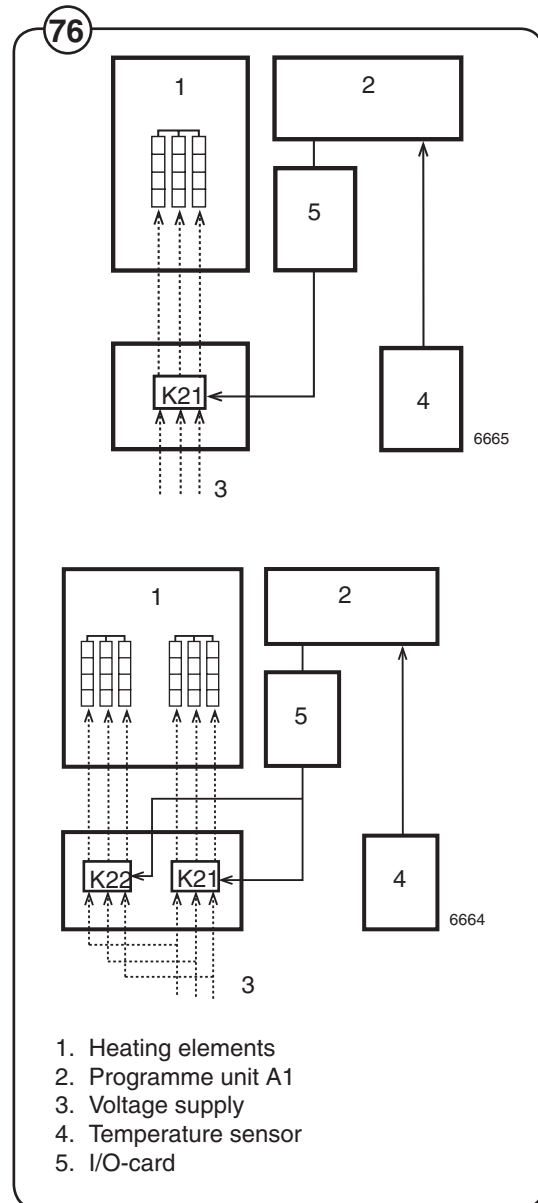 76
1
2
5
K21
4
6665
3
1
2
5
K22 K21
4
6664
3
1. Heating elements
2. Programme unit A1
3. Voltage supply
4. Temperature sensor
5. I/O-card